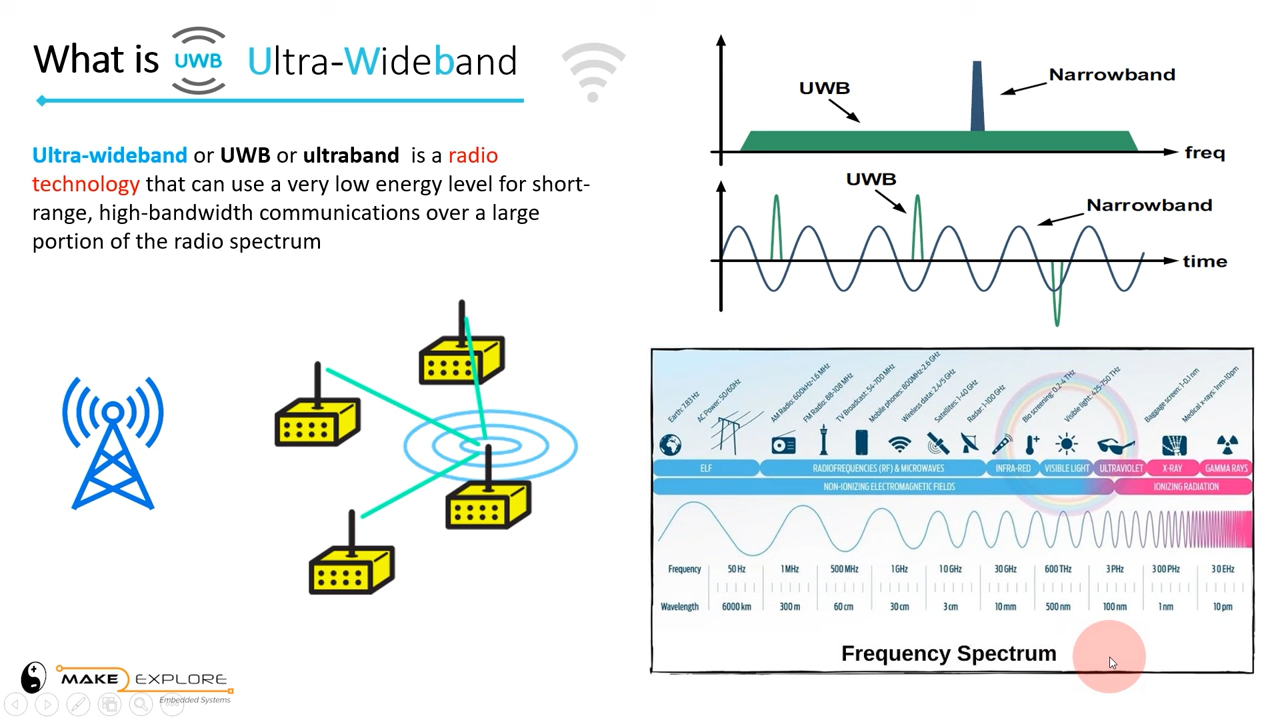 What is UWB Ultra-Wideband
Ultra-wideband or UWB or ultraband is a radio
technology that can use a very low energy level for short-
range, high-bandwidth communications over a large
portion of the radio spectrum
UWB
Narrowband
freq
UWB
Narrowband
time
Earth: 7.83 Hz
AC Power: 50/60Hz
AM Radio: 600kHz-1.6 MHz
FM Radio: 88-108 MHz
TV Broadcast: 54-700 MHz
Mobile phones: 800MHz-2.6 GHz
Wireless data: 2.4/5 GHz
Satellites: 1-40 GHz
Radar: 1-100 GHz
Bio screening: 0.2-4 THz
Visible light: 425-750 THz
Baggage screen: 1-0.1 nm
Medical x-rays: 1nm-10pm
ELF
RADIOFREQUENCIES (RF) & MICROWAVES
INFRA-RED
VISIBLE LIGHT
ULTRAVIOLET
X-RAY
GAMMA RAYS
NON-IONIZING ELECTROMAGNETIC FIELDS
IONIZING RADIATION
Frequency 50 Hz 1 MHz 500 MHz 1 GHz 10 GHz 30 GHz 600 THz 3 PHz 300 PHz 30 EHz
Wavelength 6000 km 300 m 60 cm 30 cm 3 cm 10 mm 500 nm 100 nm 1 nm 10 pm
Frequency Spectrum
MAKE EXPLORE
Embedded Systems